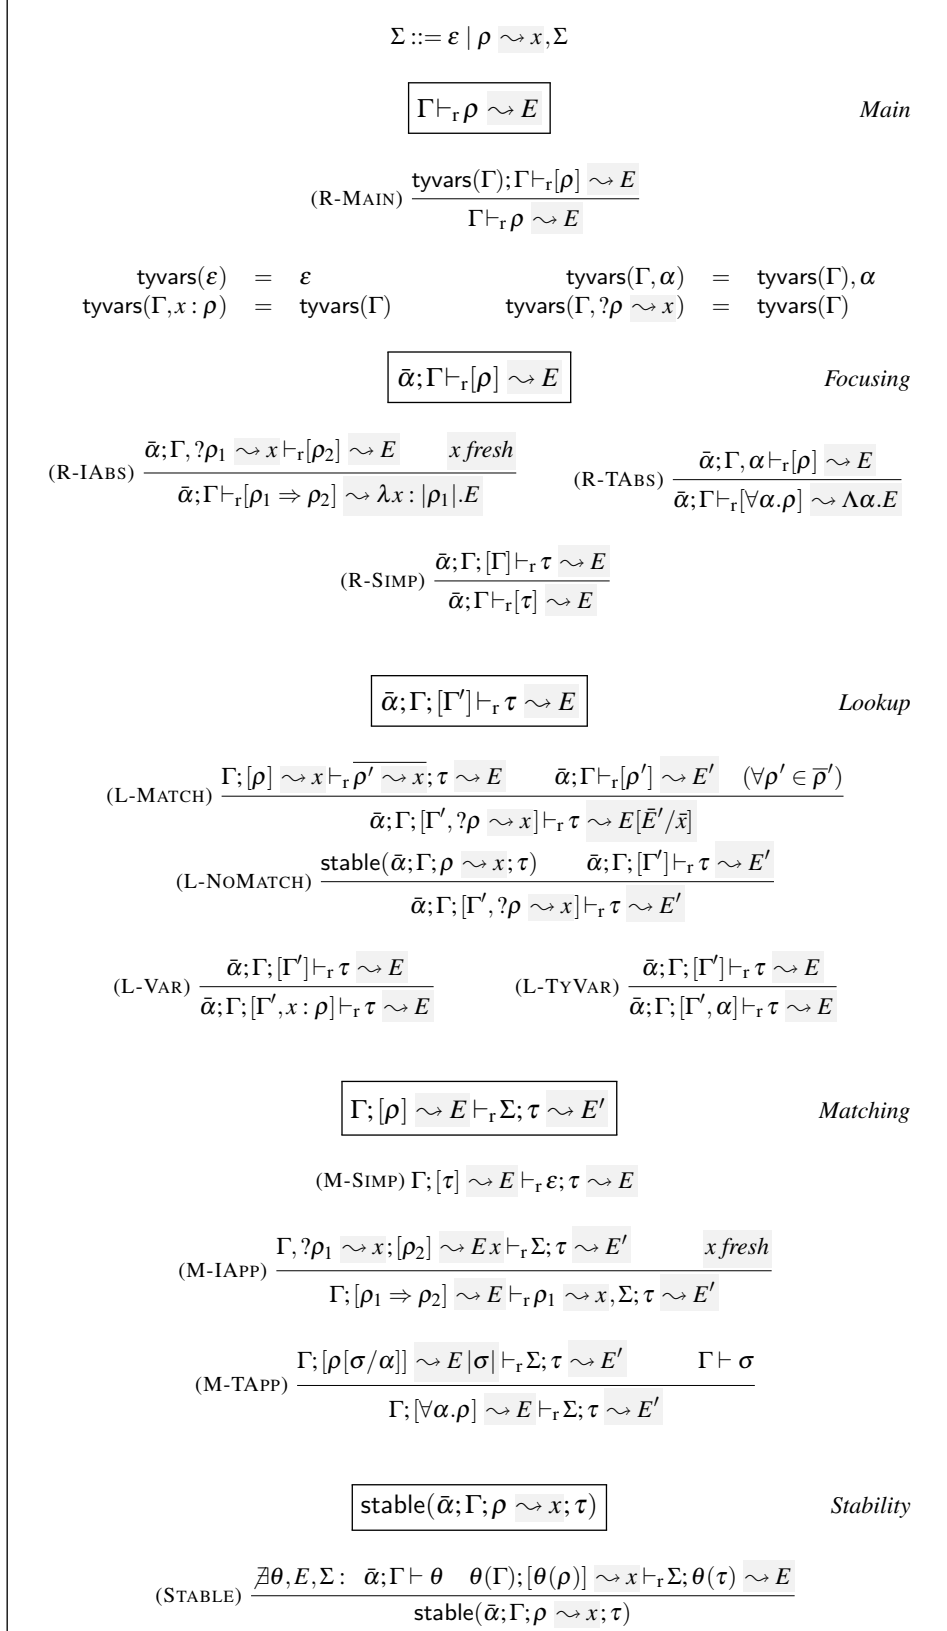 Σ ::= ε | ρ ⇝ x, Σ
Γ ⊢r ρ ⇝ E Main
(R-MAIN) tyvars(Γ); Γ ⊢r [ρ] ⇝ E
Γ ⊢r ρ ⇝ E
tyvars(ε) = ε tyvars(Γ, α) = tyvars(Γ), α
tyvars(Γ, x : ρ) = tyvars(Γ) tyvars(Γ, ?ρ ⇝ x) = tyvars(Γ)
ᾱ; Γ ⊢r [ρ] ⇝ E Focusing
(R-IABS) ᾱ; Γ, ?ρ₁ ⇝ x ⊢r [ρ₂] ⇝ E x fresh
ᾱ; Γ ⊢r [ρ₁ ⇒ ρ₂] ⇝ λx : |ρ₁|.E
(R-TABS) ᾱ; Γ, α ⊢r [ρ] ⇝ E
ᾱ; Γ ⊢r [∀α.ρ] ⇝ Λα.E
(R-SIMP) ᾱ; Γ; [Γ] ⊢r τ ⇝ E
ᾱ; Γ ⊢r [τ] ⇝ E
ᾱ; Γ; [Γ′] ⊢r τ ⇝ E Lookup
(L-MATCH) Γ; [ρ] ⇝ x ⊢r ρ′ ⇝ x̅; τ ⇝ E ᾱ; Γ ⊢r [ρ′] ⇝ E′ (∀ρ′ ∈ ρ̅′)
ᾱ; Γ; [Γ′, ?ρ ⇝ x] ⊢r τ ⇝ E[Ē′/x̄]
(L-NOMATCH) stable(ᾱ; Γ; ρ ⇝ x; τ) ᾱ; Γ; [Γ′] ⊢r τ ⇝ E′
ᾱ; Γ; [Γ′, ?ρ ⇝ x] ⊢r τ ⇝ E′
(L-VAR) ᾱ; Γ; [Γ′] ⊢r τ ⇝ E
ᾱ; Γ; [Γ′, x : ρ] ⊢r τ ⇝ E
(L-TYVAR) ᾱ; Γ; [Γ′] ⊢r τ ⇝ E
ᾱ; Γ; [Γ′, α] ⊢r τ ⇝ E
Γ; [ρ] ⇝ E ⊢r Σ; τ ⇝ E′ Matching
(M-SIMP) Γ; [τ] ⇝ E ⊢r ε; τ ⇝ E
(M-IAPP) Γ, ?ρ₁ ⇝ x; [ρ₂] ⇝ E x ⊢r Σ; τ ⇝ E′ x fresh
Γ; [ρ₁ ⇒ ρ₂] ⇝ E ⊢r ρ₁ ⇝ x, Σ; τ ⇝ E′
(M-TAPP) Γ; [ρ[σ/α]] ⇝ E |σ| ⊢r Σ; τ ⇝ E′ Γ ⊢ σ
Γ; [∀α.ρ] ⇝ E ⊢r Σ; τ ⇝ E′
stable(ᾱ; Γ; ρ ⇝ x; τ) Stability
(STABLE) ∄θ, E, Σ : ᾱ; Γ ⊢ θ θ(Γ); [θ(ρ)] ⇝ x ⊢r Σ; θ(τ) ⇝ E
stable(ᾱ; Γ; ρ ⇝ x; τ)